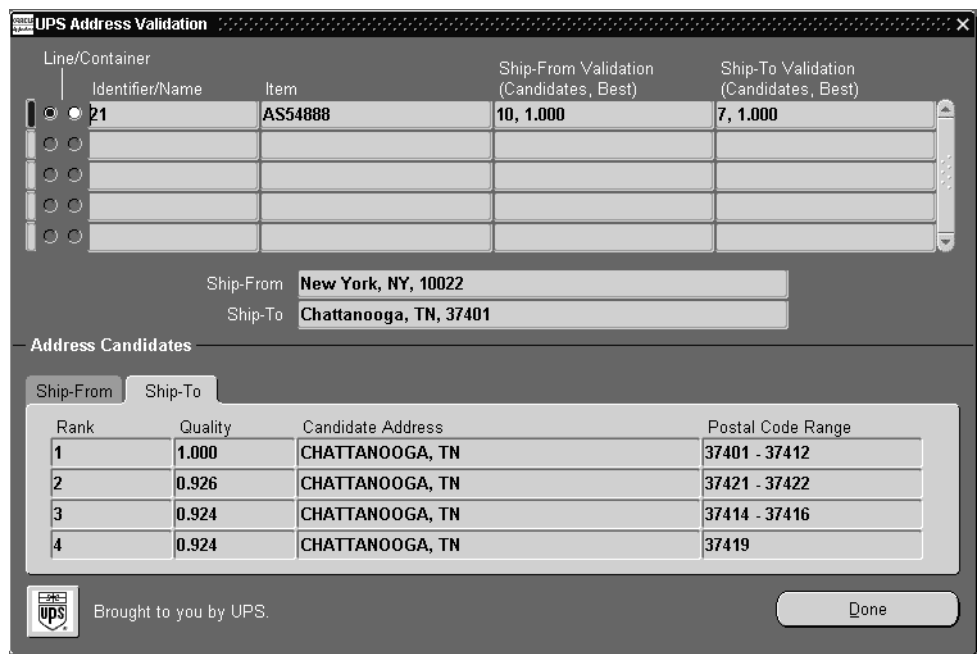 UPS Address Validation
Line/Container
Ship-From Validation Ship-To Validation
Identifier/Name Item (Candidates, Best) (Candidates, Best)
21 AS54888 10, 1.000 7, 1.000
Ship-From New York, NY, 10022
Ship-To Chattanooga, TN, 37401
Address Candidates
Ship-From Ship-To
Rank Quality Candidate Address Postal Code Range
1 1.000 CHATTANOOGA, TN 37401 - 37412
2 0.926 CHATTANOOGA, TN 37421 - 37422
3 0.924 CHATTANOOGA, TN 37414 - 37416
4 0.924 CHATTANOOGA, TN 37419
ups Brought to you by UPS. Done